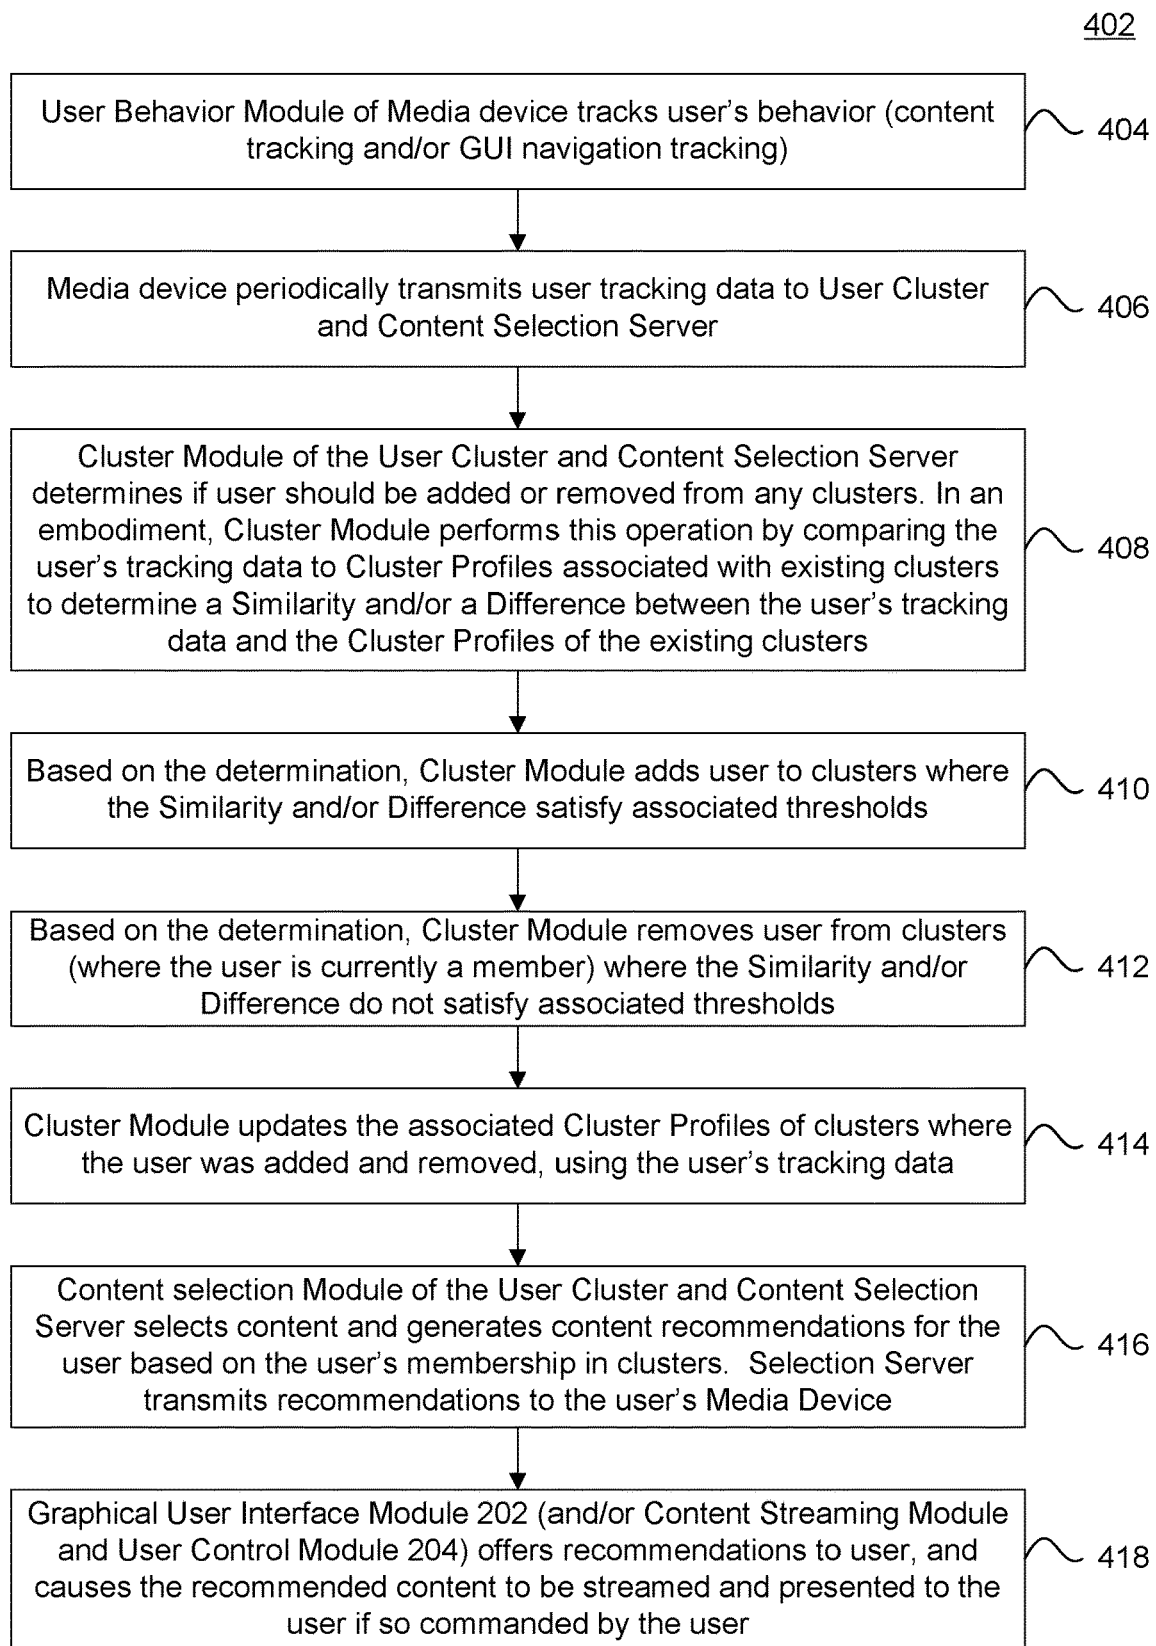 402
User Behavior Module of Media device tracks user's behavior (content
tracking and/or GUI navigation tracking)
404
Media device periodically transmits user tracking data to User Cluster
and Content Selection Server
406
Cluster Module of the User Cluster and Content Selection Server
determines if user should be added or removed from any clusters. In an
embodiment, Cluster Module performs this operation by comparing the
user's tracking data to Cluster Profiles associated with existing clusters
to determine a Similarity and/or a Difference between the user's tracking
data and the Cluster Profiles of the existing clusters
408
Based on the determination, Cluster Module adds user to clusters where
the Similarity and/or Difference satisfy associated thresholds
410
Based on the determination, Cluster Module removes user from clusters
(where the user is currently a member) where the Similarity and/or
Difference do not satisfy associated thresholds
412
Cluster Module updates the associated Cluster Profiles of clusters where
the user was added and removed, using the user's tracking data
414
Content selection Module of the User Cluster and Content Selection
Server selects content and generates content recommendations for the
user based on the user's membership in clusters.  Selection Server
transmits recommendations to the user's Media Device
416
Graphical User Interface Module 202 (and/or Content Streaming Module
and User Control Module 204) offers recommendations to user, and
causes the recommended content to be streamed and presented to the
user if so commanded by the user
418